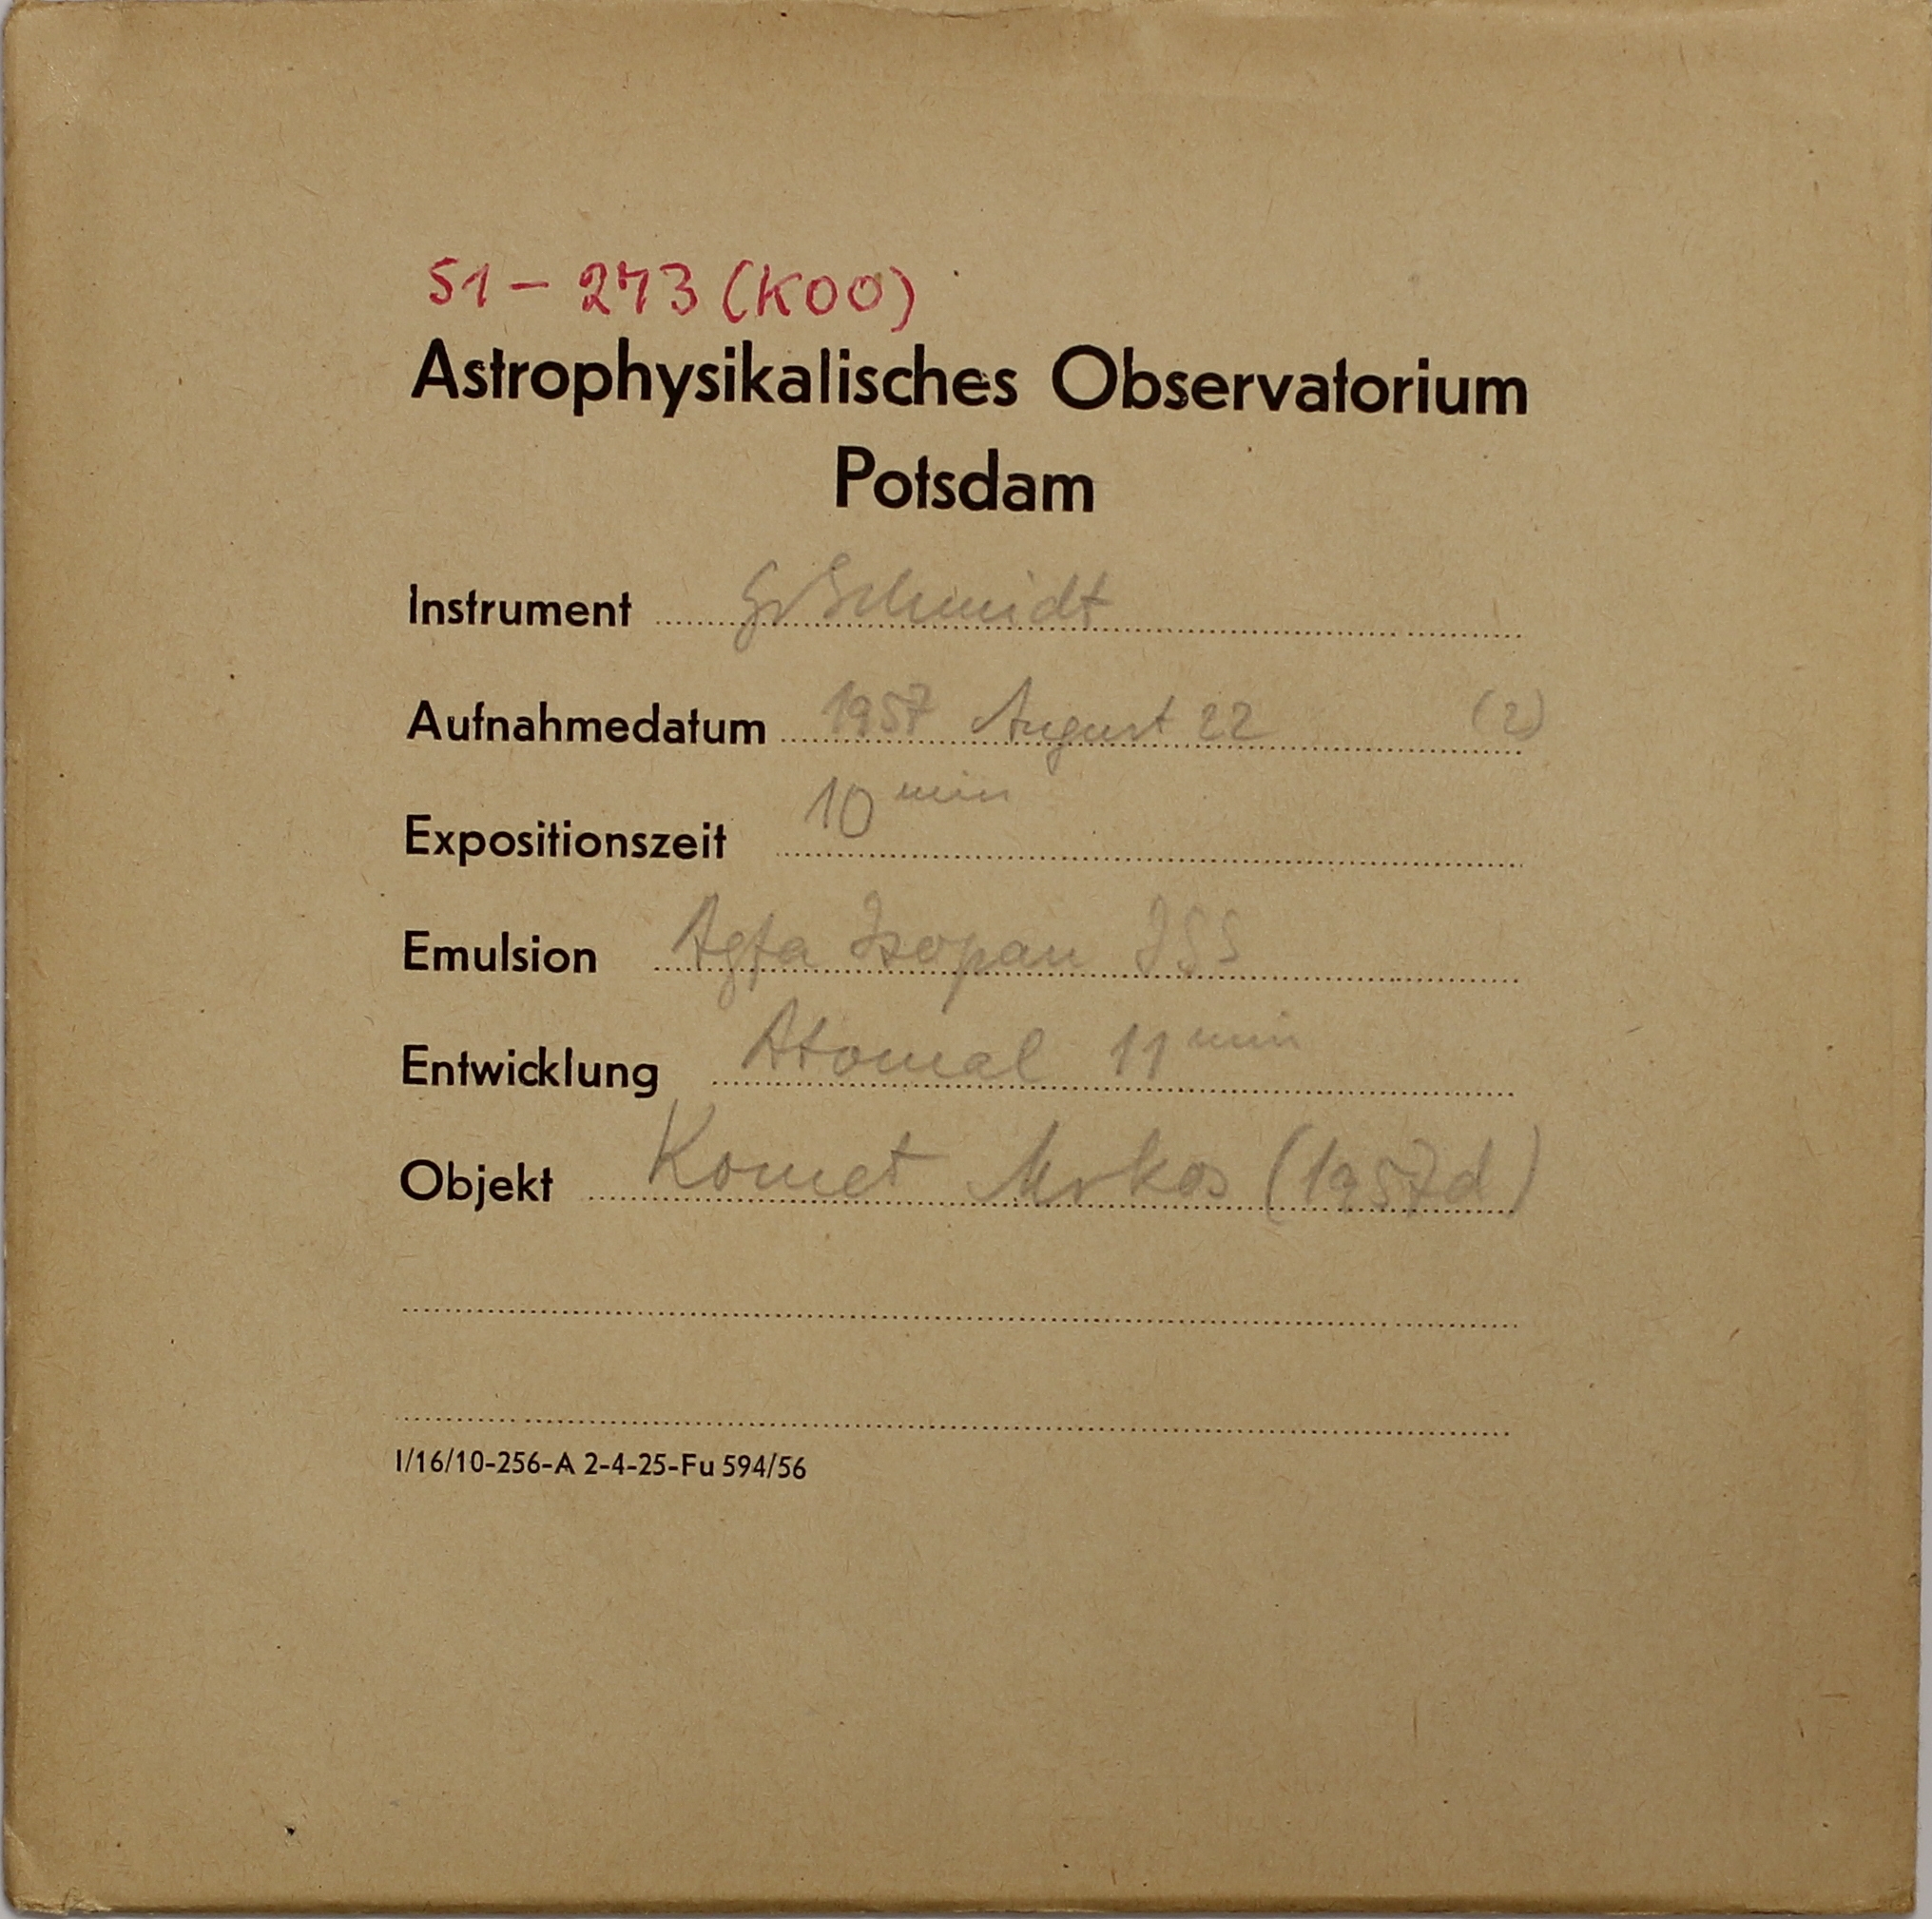 S1 – 273 (K00)
Astrophysikalisches Observatorium
Potsdam
Instrument Gr Schmidt
Aufnahmedatum 1957 August 22 (2)
Expositionszeit 10 min
Emulsion Agfa Isopan ISS
Entwicklung Atomal 11 min
Objekt Komet Mrkos (1957d)
I/16/10-256-A 2-4-25-Fu 594/56